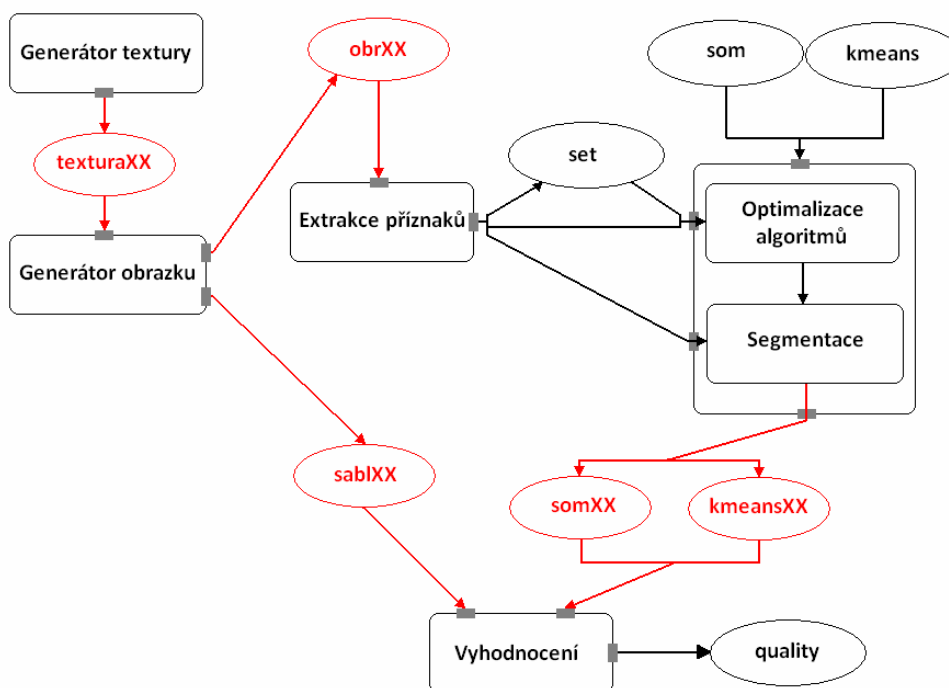 Generátor textury
obrXX
som
kmeans
texturaXX
set
Extrakce příznaků
Optimalizace
algoritmů
Generátor obrazku
Segmentace
sablXX
somXX
kmeansXX
Vyhodnocení
quality